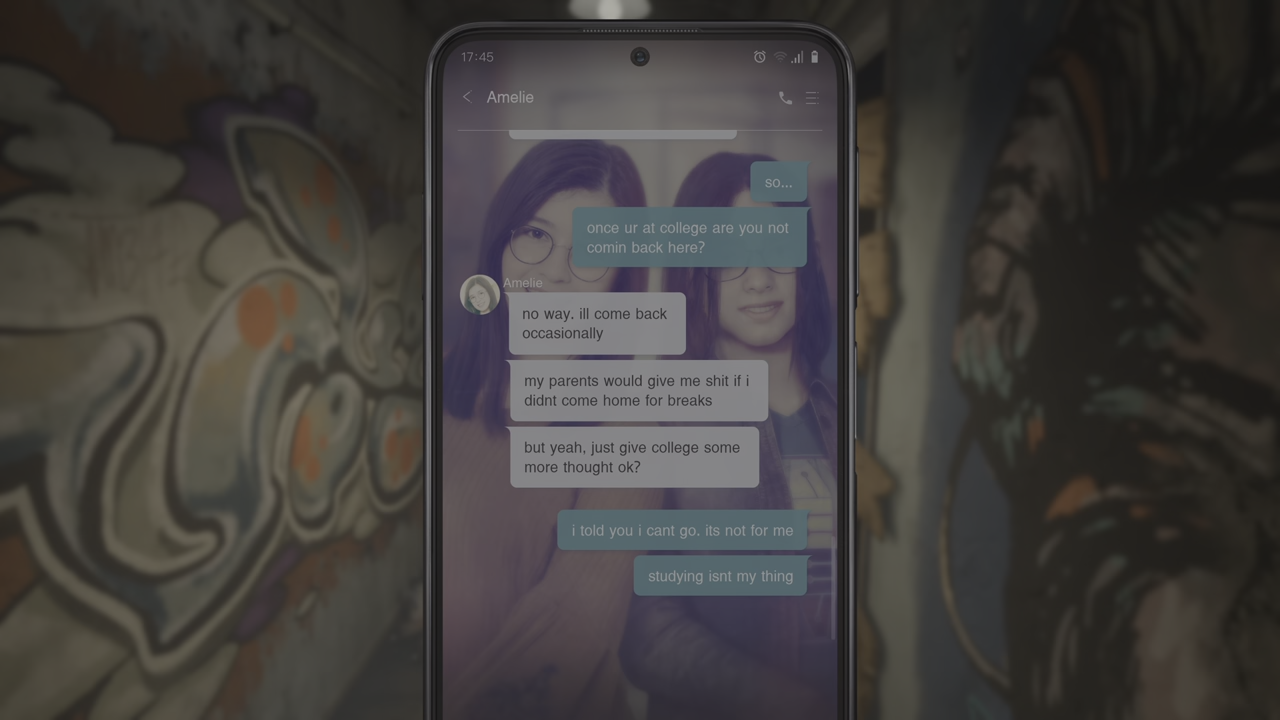 17:45
Amelie
so...
once ur at college are you not
comin back here?
Amelie
no way. ill come back
occasionally
my parents would give me shit if i
didnt come home for breaks
but yeah, just give college some
more thought ok?
i told you i cant go. its not for me
studying isnt my thing